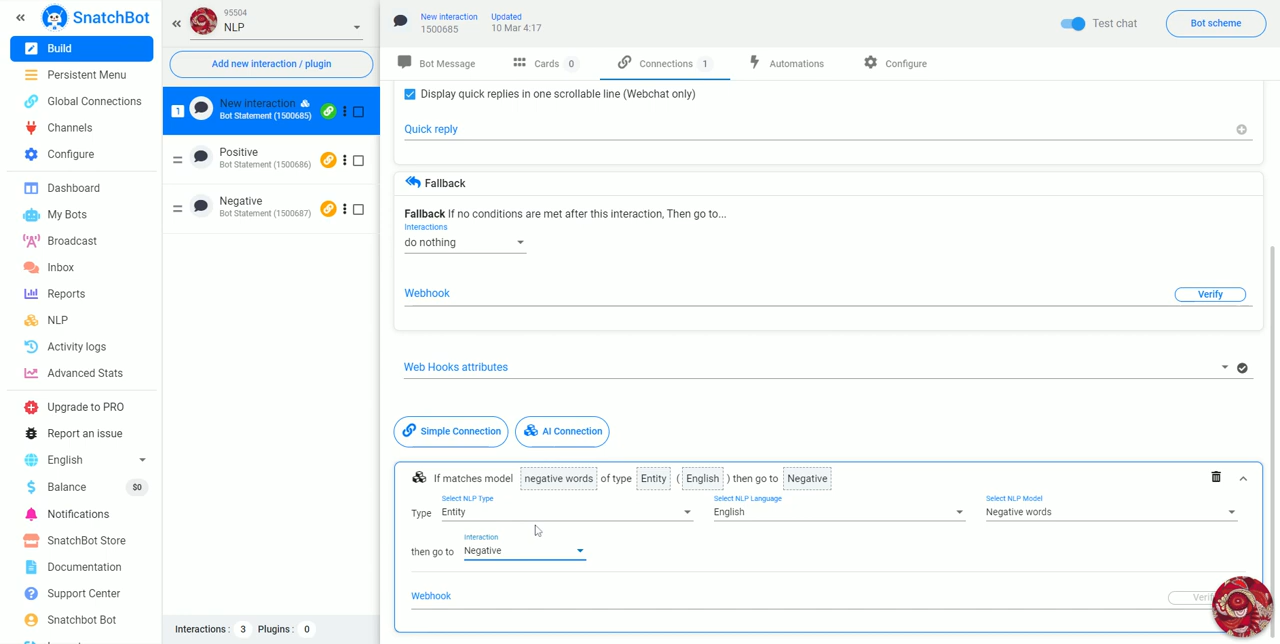 SnatchBot
Build
Persistent Menu
Global Connections
Channels
Configure
Dashboard
My Bots
Broadcast
Inbox
Reports
NLP
Activity logs
Advanced Stats
Upgrade to PRO
Report an issue
English
Balance $0
Notifications
SnatchBot Store
Documentation
Support Center
Snatchbot Bot
95504
NLP
Add new interaction / plugin
1 New interaction
Bot Statement (1500685)
Positive
Bot Statement (1500686)
Negative
Bot Statement (1500687)
Interactions : 3 Plugins : 0
New interaction Updated
1500685 10 Mar 4:17
Test chat
Bot scheme
Bot Message Cards 0 Connections 1 Automations Configure
Display quick replies in one scrollable line (Webchat only)
Quick reply
Fallback
Fallback If no conditions are met after this interaction, Then go to...
Interactions
do nothing
Webhook Verify
Web Hooks attributes
Simple Connection AI Connection
If matches model negative words of type Entity ( English ) then go to Negative
Select NLP Type Select NLP Language Select NLP Model
Type Entity English Negative words
Interaction
then go to Negative
Webhook